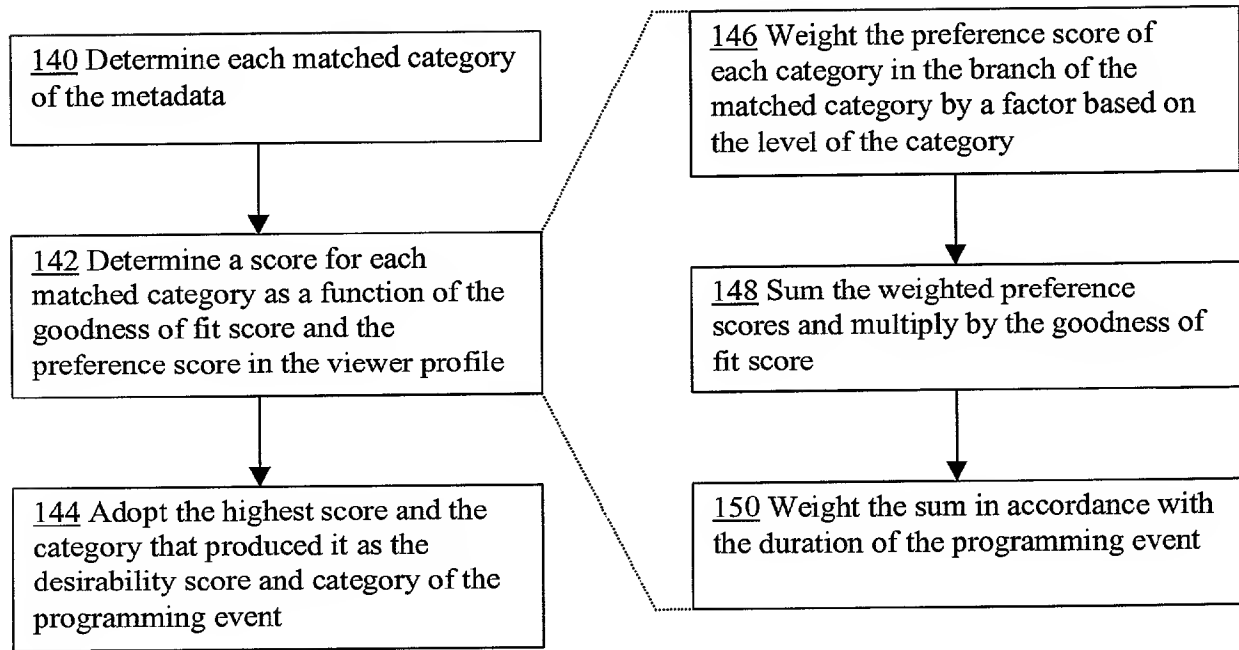 140 Determine each matched category
of the metadata
142 Determine a score for each
matched category as a function of the
goodness of fit score and the
preference score in the viewer profile
144 Adopt the highest score and the
category that produced it as the
desirability score and category of the
programming event
146 Weight the preference score of
each category in the branch of the
matched category by a factor based on
the level of the category
148 Sum the weighted preference
scores and multiply by the goodness of
fit score
150 Weight the sum in accordance with
the duration of the programming event